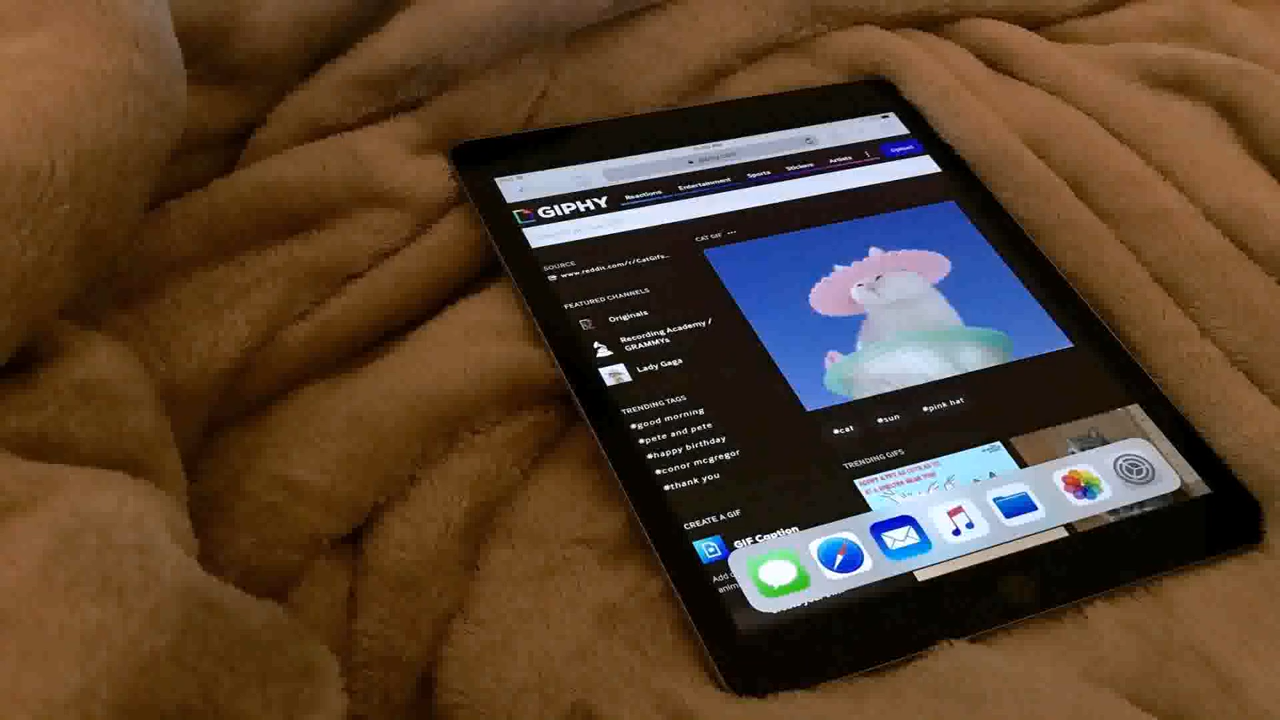 GIPHY
Reactions
Entertainment
Sports
Stickers
Artists
Upload
SOURCE
www.reddit.com/r/CatGifs...
FEATURED CHANNELS
Originals
Recording Academy /
GRAMMYs
Lady Gaga
TRENDING TAGS
#good morning
#pete and pete
#happy birthday
#conor mcgregor
#thank you
CREATE A GIF
GIF Caption
Add
anim
CAT GIF ...
#cat #sun #pink hat
TRENDING GIFS